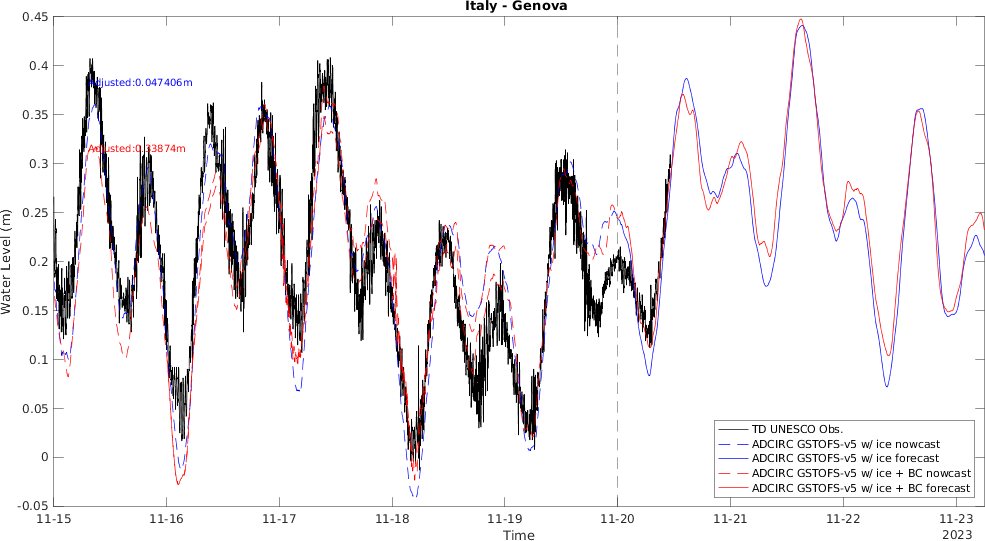 Italy - Genova
0.45
0.4
0.35
0.3
0.25
0.2
0.15
0.1
0.05
0
-0.05
Water Level (m)
Adjusted:0.047406m
Adjusted:0.33874m
TD UNESCO Obs.
ADCIRC GSTOFS-v5 w/ ice nowcast
ADCIRC GSTOFS-v5 w/ ice forecast
ADCIRC GSTOFS-v5 w/ ice + BC nowcast
ADCIRC GSTOFS-v5 w/ ice + BC forecast
11-15 11-16 11-17 11-18 11-19 11-20 11-21 11-22 11-23
Time
2023